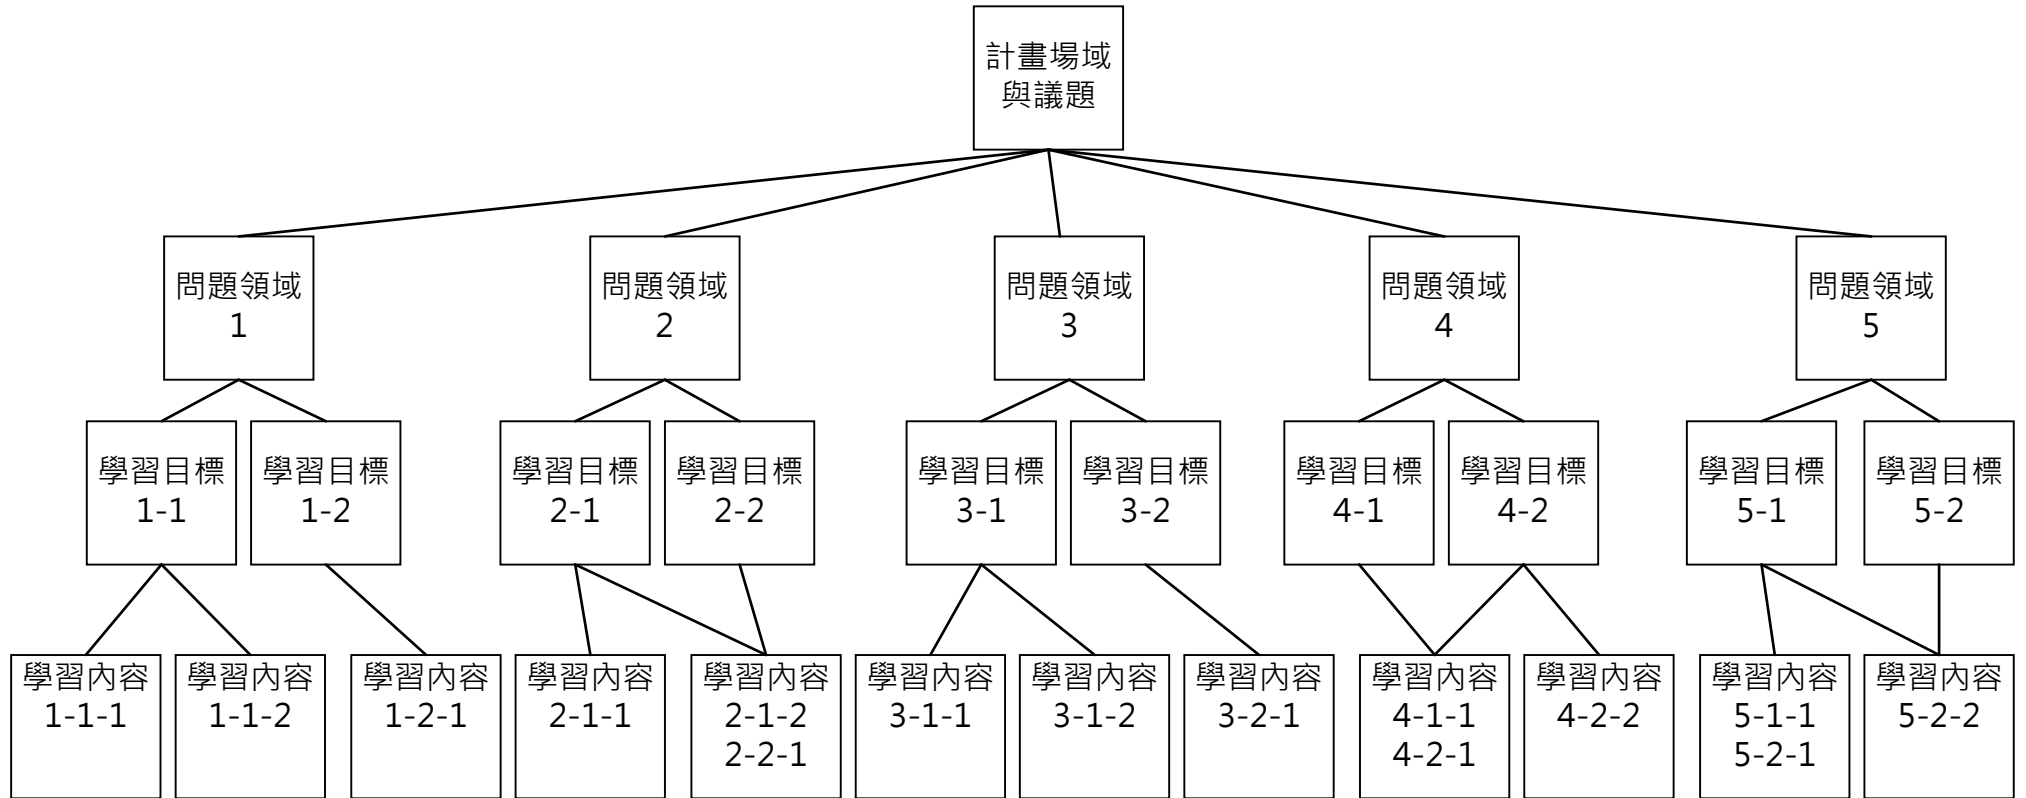 計畫場域
與議題
問題領域
1
問題領域
2
問題領域
3
問題領域
4
問題領域
5
學習目標
1-1
學習目標
1-2
學習目標
2-1
學習目標
2-2
學習目標
3-1
學習目標
3-2
學習目標
4-1
學習目標
4-2
學習目標
5-1
學習目標
5-2
學習內容
1-1-1
學習內容
1-1-2
學習內容
1-2-1
學習內容
2-1-1
學習內容
2-1-2
2-2-1
學習內容
3-1-1
學習內容
3-1-2
學習內容
3-2-1
學習內容
4-1-1
4-2-1
學習內容
4-2-2
學習內容
5-1-1
5-2-1
學習內容
5-2-2